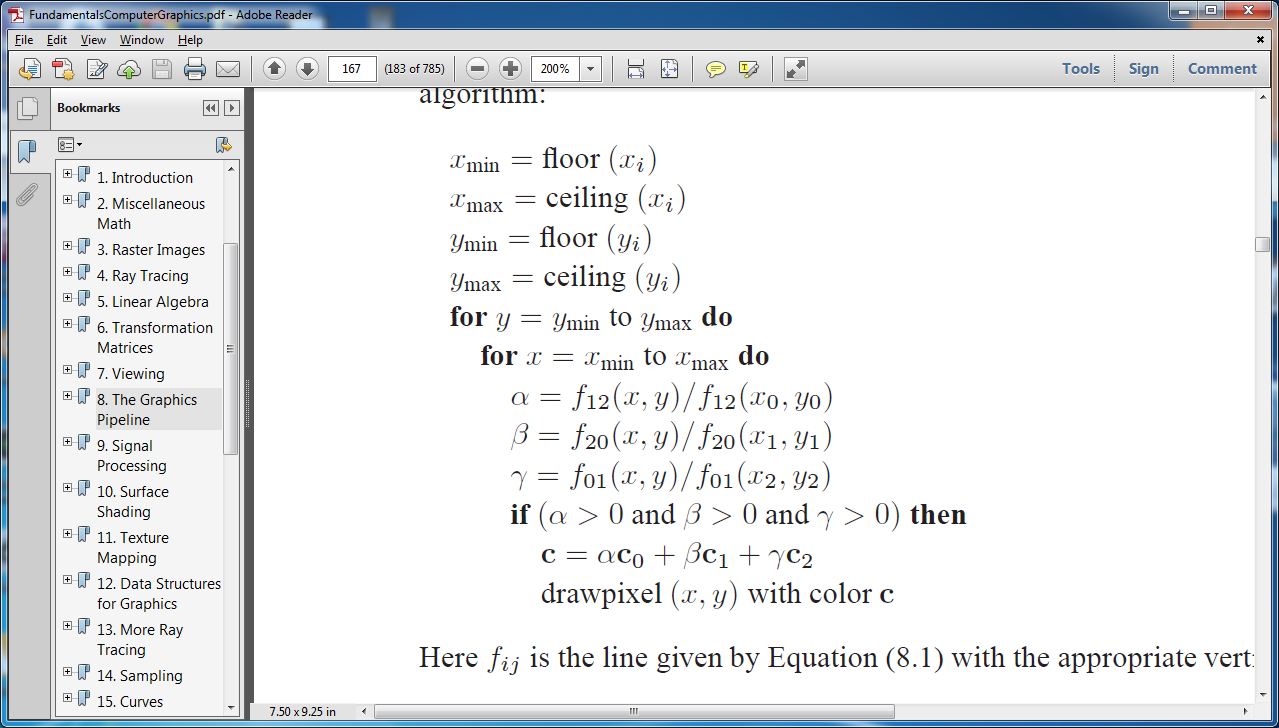 FundamentalsComputerGraphics.pdf - Adobe Reader
File Edit View Window Help
167 (183 of 785) 200% Tools Sign Comment
Bookmarks
1. Introduction
2. Miscellaneous
Math
3. Raster Images
4. Ray Tracing
5. Linear Algebra
6. Transformation
Matrices
7. Viewing
8. The Graphics
Pipeline
9. Signal
Processing
10. Surface
Shading
11. Texture
Mapping
12. Data Structures
for Graphics
13. More Ray
Tracing
14. Sampling
15. Curves
algorithm:
x_min = floor (x_i)
x_max = ceiling (x_i)
y_min = floor (y_i)
y_max = ceiling (y_i)
for y = y_min to y_max do
for x = x_min to x_max do
α = f_12(x, y)/f_12(x_0, y_0)
β = f_20(x, y)/f_20(x_1, y_1)
γ = f_01(x, y)/f_01(x_2, y_2)
if (α > 0 and β > 0 and γ > 0) then
c = αc_0 + βc_1 + γc_2
drawpixel (x, y) with color c
Here f_ij is the line given by Equation (8.1) with the appropriate
7.50 x 9.25 in